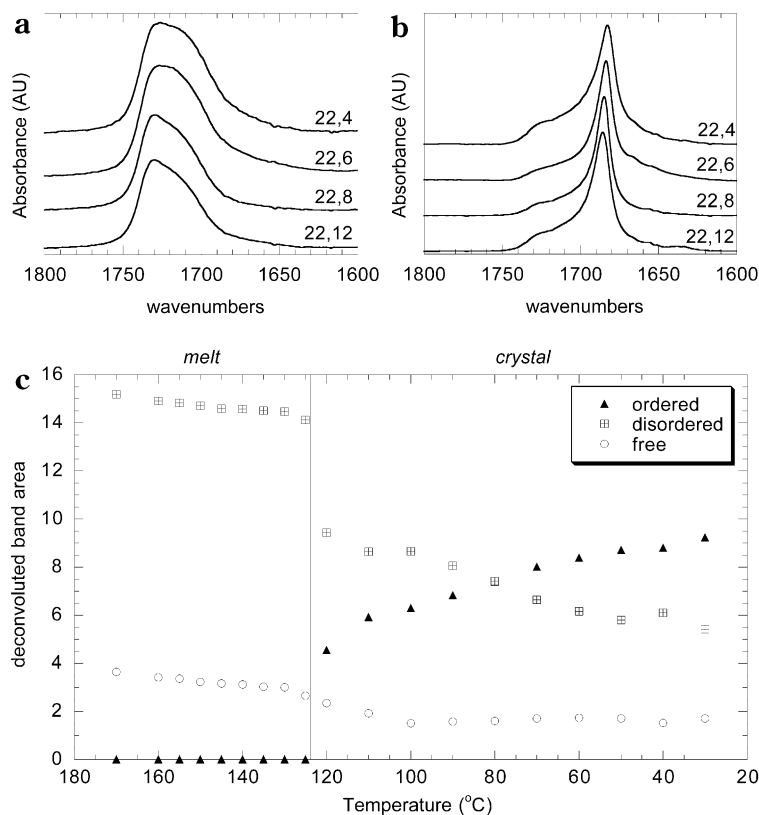 a
Absorbance (AU)
22,4
22,6
22,8
22,12
1800 1750 1700 1650 1600
wavenumbers
b
Absorbance (AU)
22,4
22,6
22,8
22,12
1800 1750 1700 1650 1600
wavenumbers
melt crystal
c
deconvoluted band area
16
14
12
10
8
6
4
2
0
ordered
disordered
free
180 160 140 120 100 80 60 40 20
Temperature (°C)